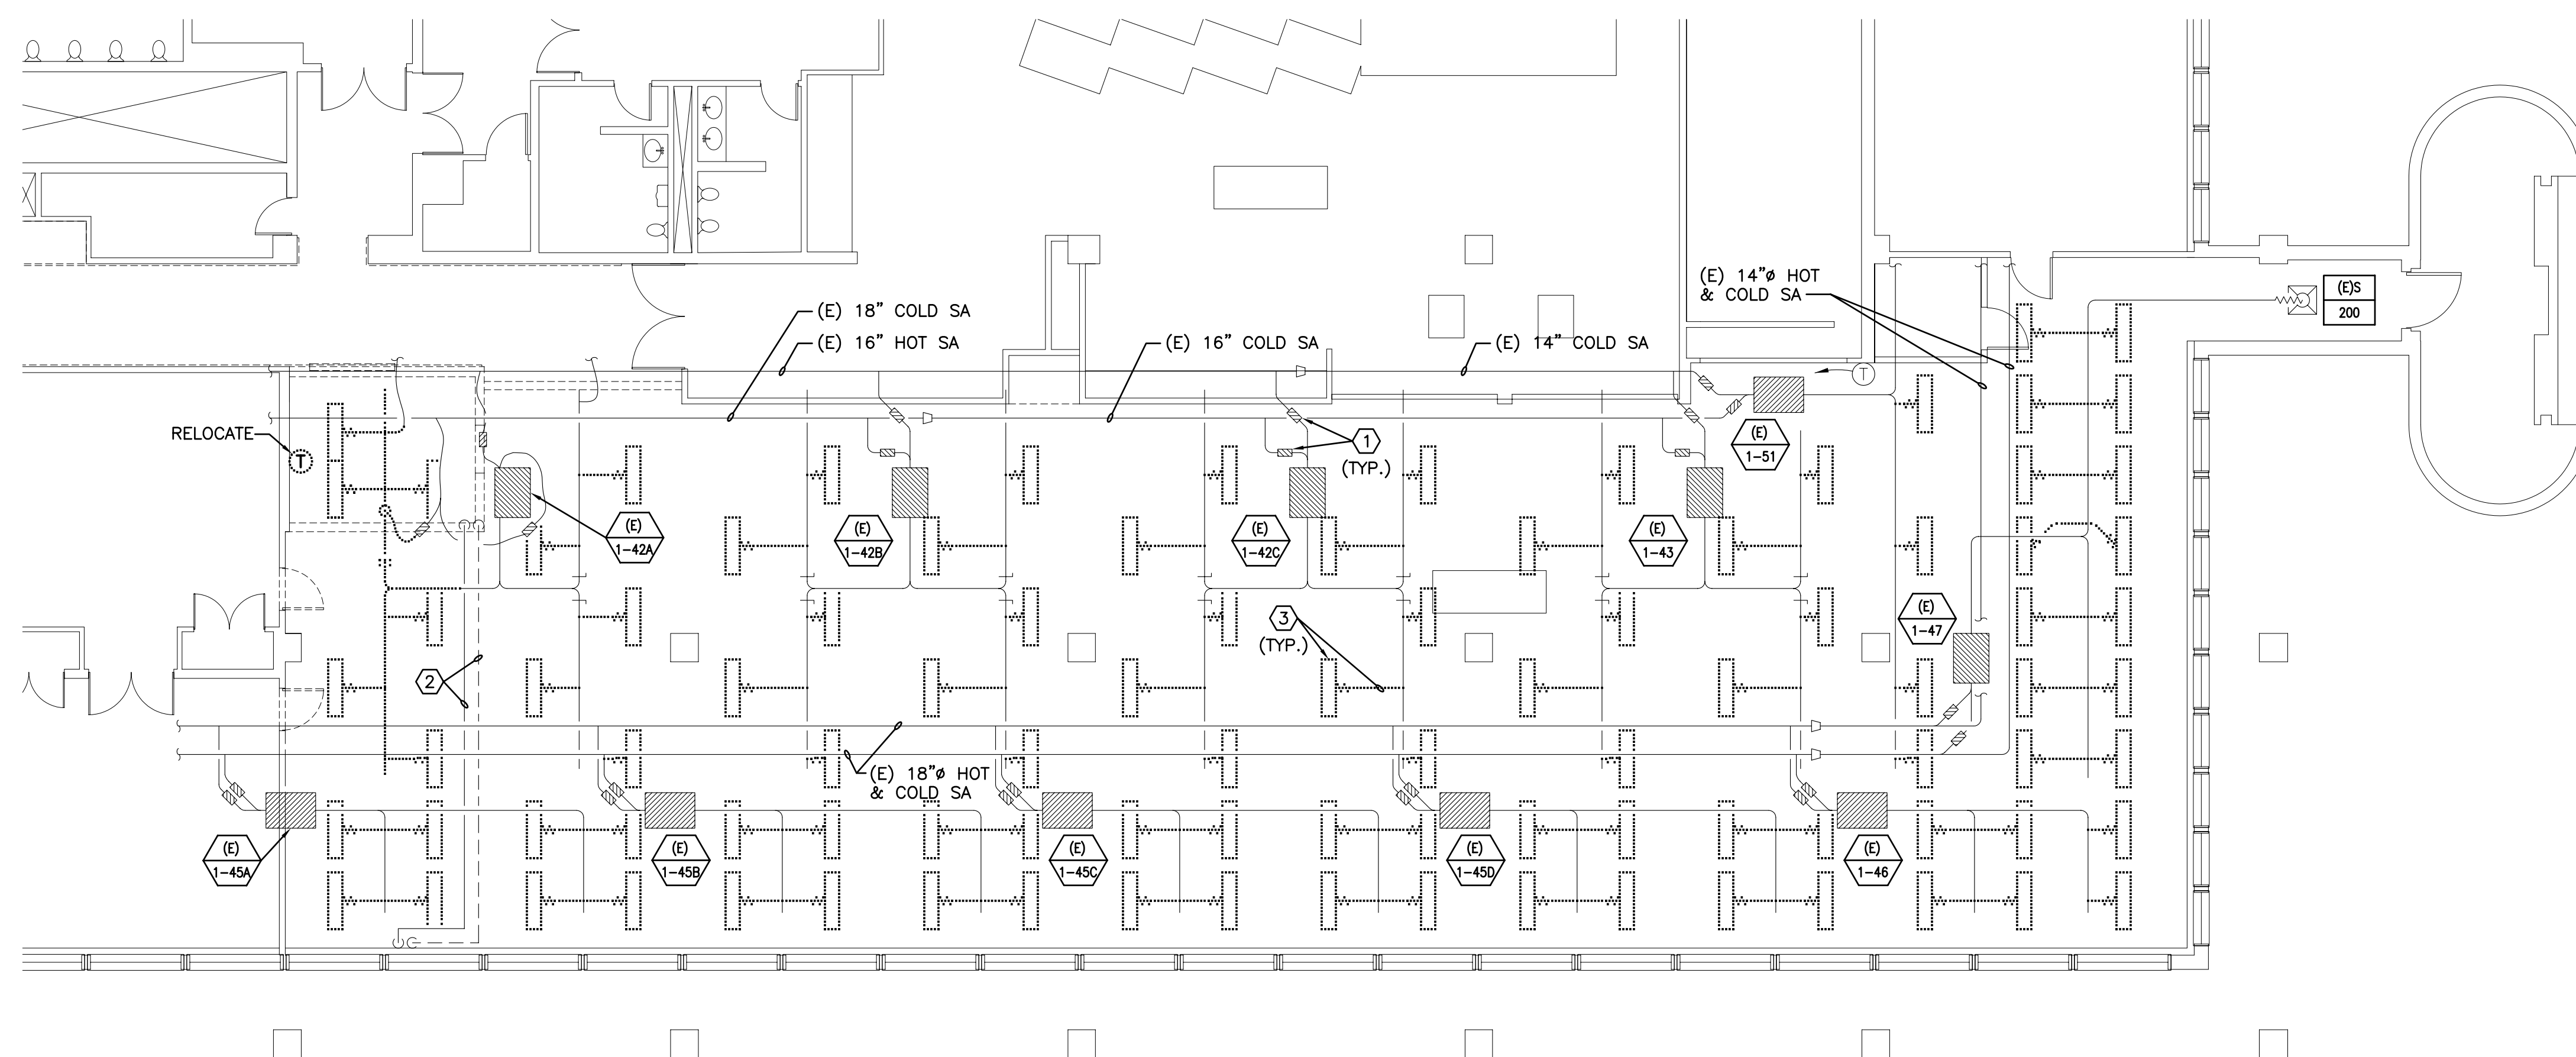 (E) 14"ø HOT
& COLD SA
(E)S
200
(E) 18" COLD SA
(E) 16" HOT SA
(E) 16" COLD SA
(E) 14" COLD SA
T
RELOCATE
T
(E)
1-51
1
(TYP.)
(E)
1-42A
(E)
1-42B
(E)
1-42C
(E)
1-43
(E)
1-47
3
(TYP.)
2
(E) 18"ø HOT
& COLD SA
(E)
1-45A
(E)
1-45B
(E)
1-45C
(E)
1-45D
(E)
1-46